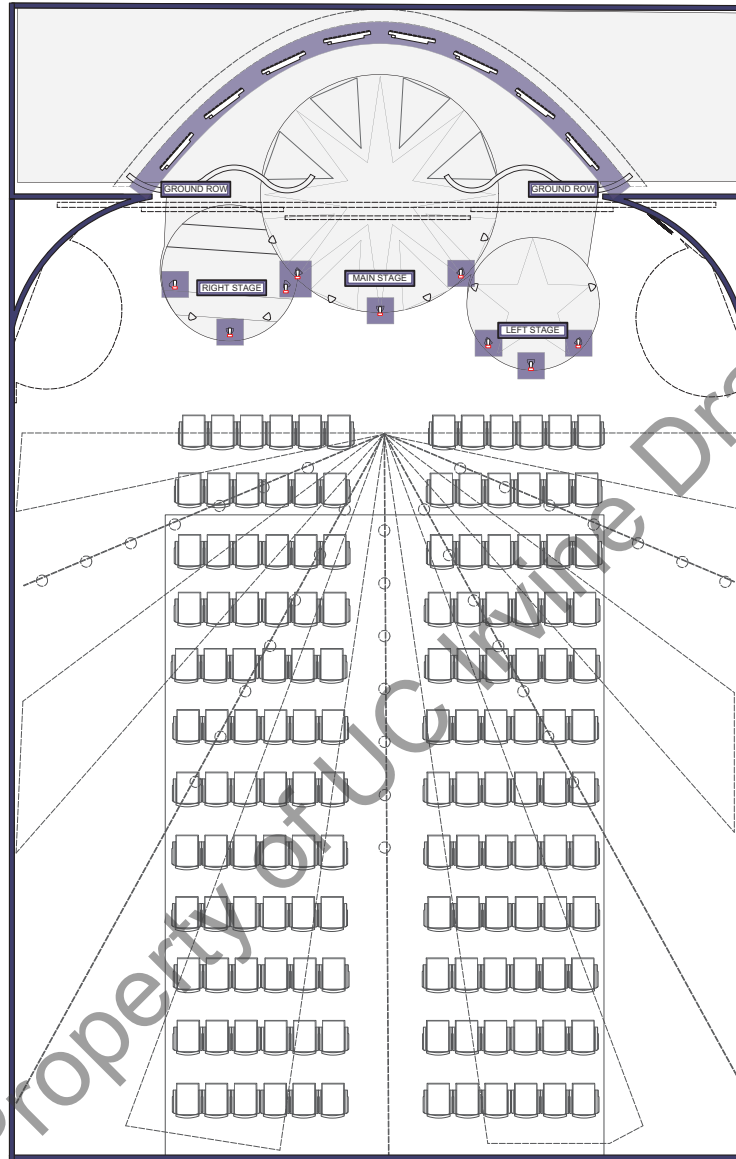 GROUND ROW
GROUND ROW
MAIN STAGE
RIGHT STAGE
LEFT STAGE
Property of UC Irvine Dra